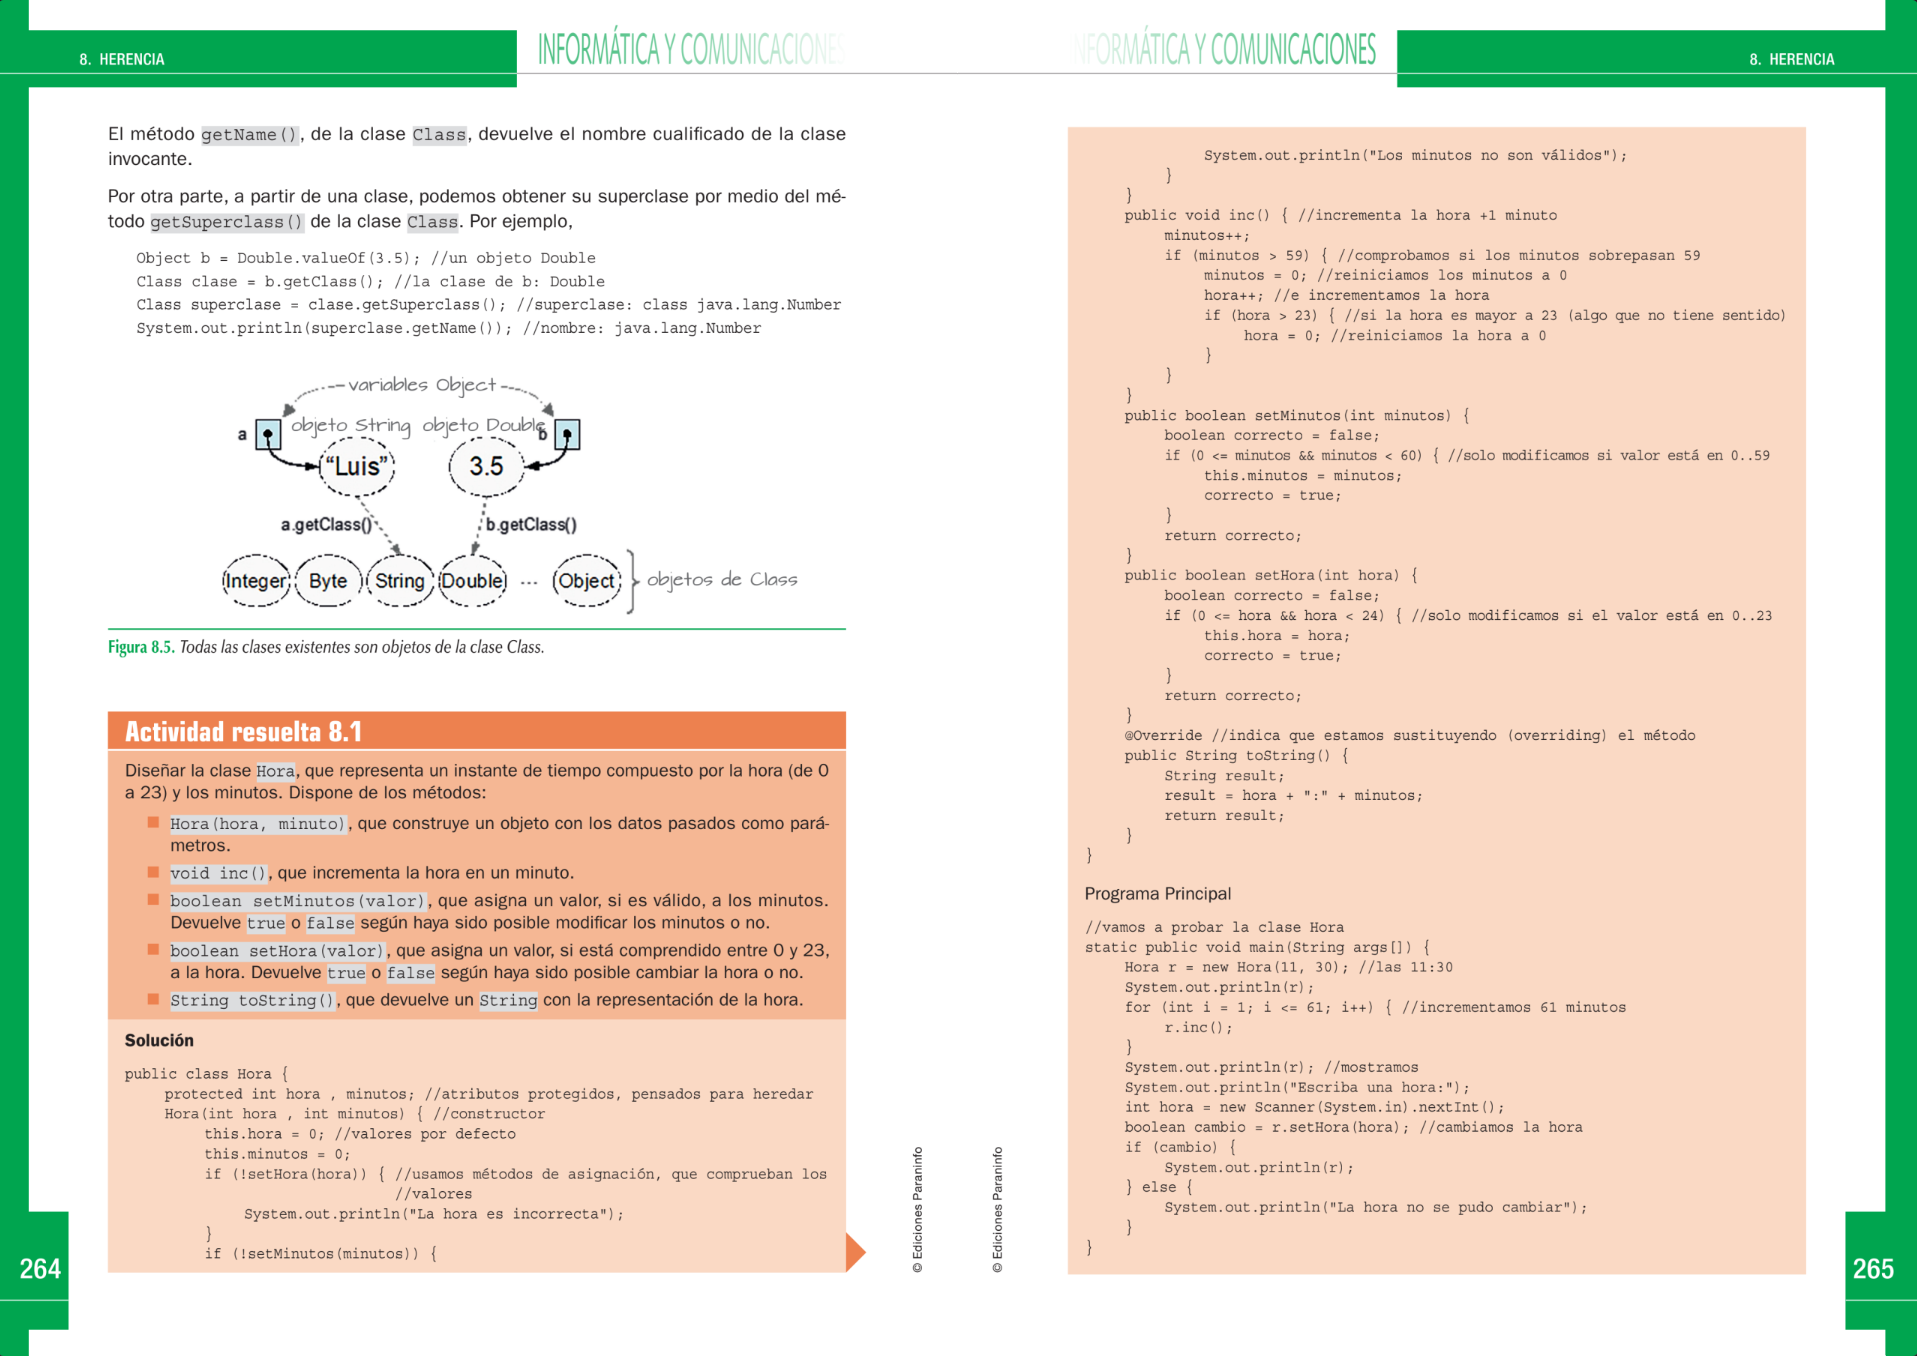 8. HERENCIA
INFORMÁTICA Y COMUNICACIONES
El método getName(), de la clase Class, devuelve el nombre cualificado de la clase
invocante.
Por otra parte, a partir de una clase, podemos obtener su superclase por medio del mé-
todo getSuperclass() de la clase Class. Por ejemplo,
Object b = Double.valueOf(3.5); //un objeto Double
Class clase = b.getClass(); //la clase de b: Double
Class superclase = clase.getSuperclass(); //superclase: class java.lang.Number
System.out.println(superclase.getName()); //nombre: java.lang.Number
variables Object
objeto String objeto Double
a
b
“Luis”
3.5
a.getClass()
b.getClass()
Integer Byte String Double ... Object
objetos de Class
Figura 8.5. Todas las clases existentes son objetos de la clase Class.
Actividad resuelta 8.1
Diseñar la clase Hora, que representa un instante de tiempo compuesto por la hora (de 0
a 23) y los minutos. Dispone de los métodos:
Hora(hora, minuto), que construye un objeto con los datos pasados como pará-
metros.
void inc(), que incrementa la hora en un minuto.
boolean setMinutos(valor), que asigna un valor, si es válido, a los minutos.
Devuelve true o false según haya sido posible modificar los minutos o no.
boolean setHora(valor), que asigna un valor, si está comprendido entre 0 y 23,
a la hora. Devuelve true o false según haya sido posible cambiar la hora o no.
String toString(), que devuelve un String con la representación de la hora.
Solución
public class Hora {
protected int hora , minutos; //atributos protegidos, pensados para heredar
Hora(int hora , int minutos) { //constructor
this.hora = 0; //valores por defecto
this.minutos = 0;
if (!setHora(hora)) { //usamos métodos de asignación, que comprueban los
//valores
System.out.println("La hora es incorrecta");
}
if (!setMinutos(minutos)) {
© Ediciones Paraninfo
264
INFORMÁTICA Y COMUNICACIONES
8. HERENCIA
System.out.println("Los minutos no son válidos");
}
}
public void inc() { //incrementa la hora +1 minuto
minutos++;
if (minutos > 59) { //comprobamos si los minutos sobrepasan 59
minutos = 0; //reiniciamos los minutos a 0
hora++; //e incrementamos la hora
if (hora > 23) { //si la hora es mayor a 23 (algo que no tiene sentido)
hora = 0; //reiniciamos la hora a 0
}
}
}
public boolean setMinutos(int minutos) {
boolean correcto = false;
if (0 <= minutos && minutos < 60) { //solo modificamos si valor está en 0..59
this.minutos = minutos;
correcto = true;
}
return correcto;
}
public boolean setHora(int hora) {
boolean correcto = false;
if (0 <= hora && hora < 24) { //solo modificamos si el valor está en 0..23
this.hora = hora;
correcto = true;
}
return correcto;
}
@Override //indica que estamos sustituyendo (overriding) el método
public String toString() {
String result;
result = hora + ":" + minutos;
return result;
}
}
Programa Principal
//vamos a probar la clase Hora
static public void main(String args[]) {
Hora r = new Hora(11, 30); //las 11:30
System.out.println(r);
for (int i = 1; i <= 61; i++) { //incrementamos 61 minutos
r.inc();
}
System.out.println(r); //mostramos
System.out.println("Escriba una hora:");
int hora = new Scanner(System.in).nextInt();
boolean cambio = r.setHora(hora); //cambiamos la hora
if (cambio) {
System.out.println(r);
} else {
System.out.println("La hora no se pudo cambiar");
}
}
© Ediciones Paraninfo
265